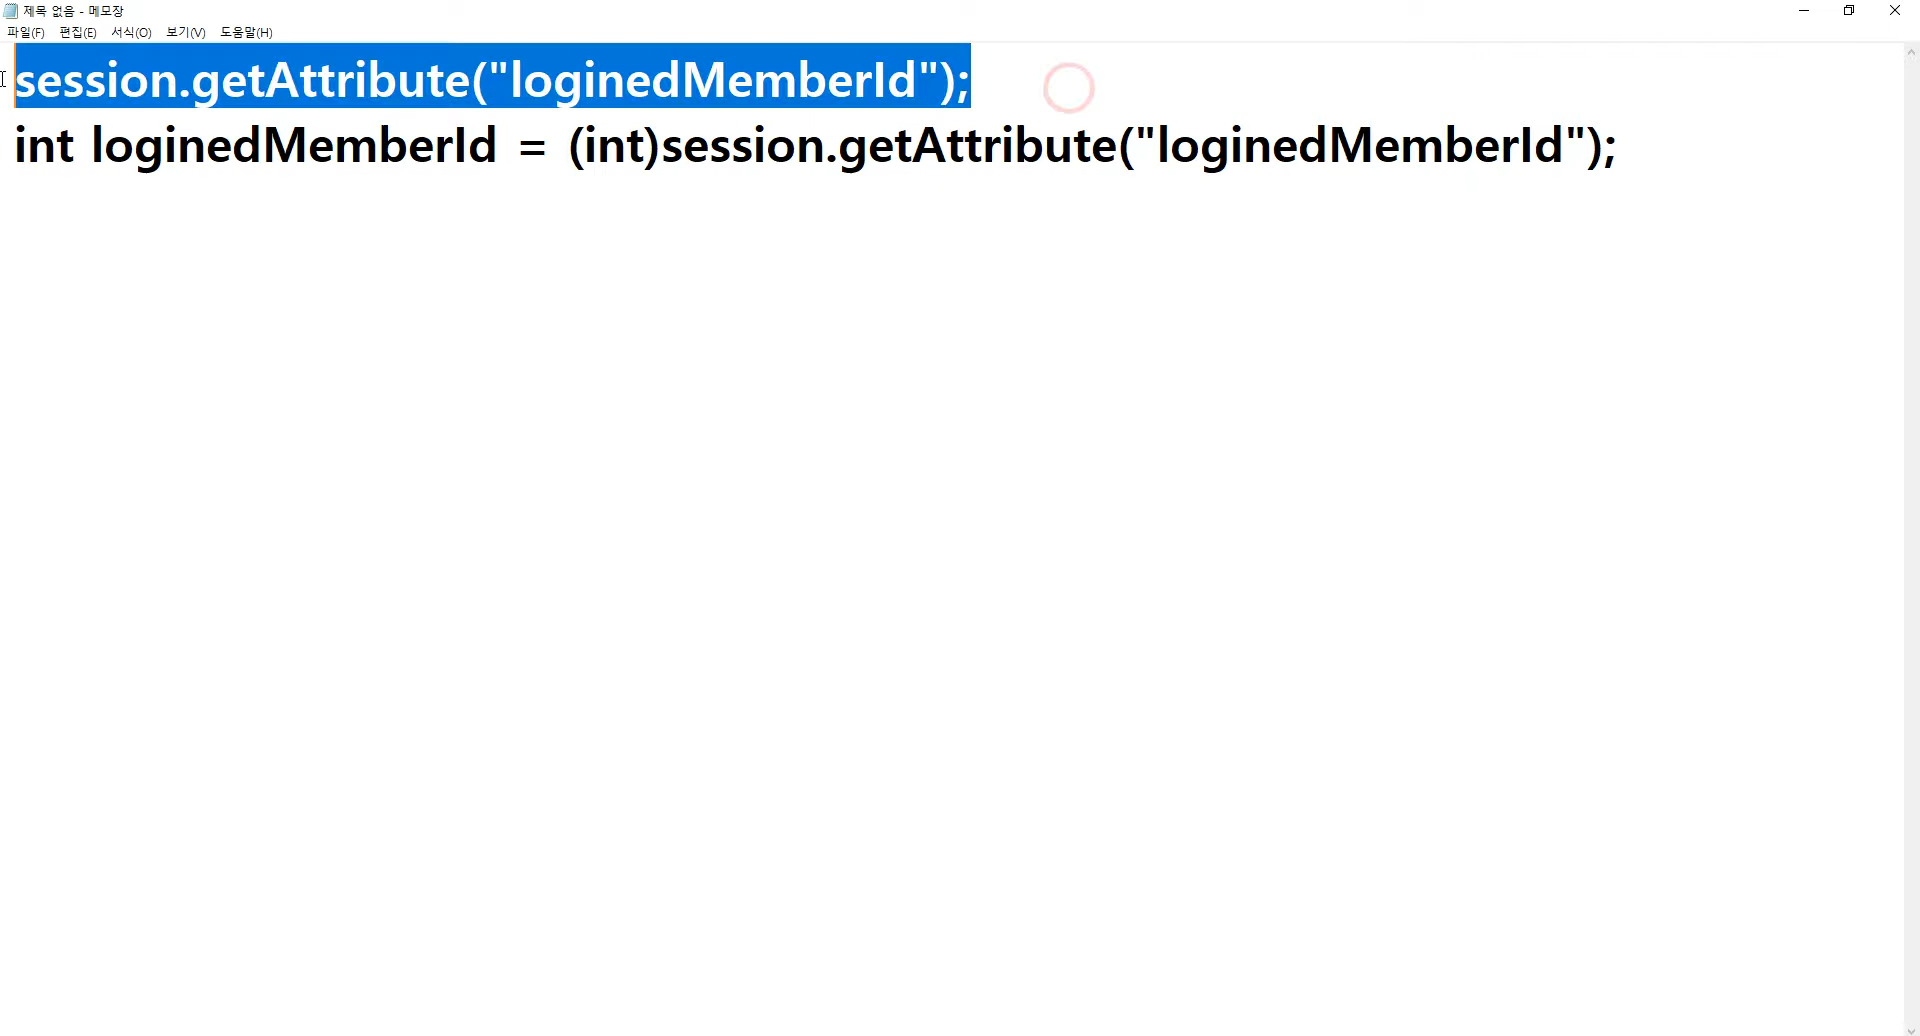 제목 없음 - 메모장
파일(F) 편집(E) 서식(O) 보기(V) 도움말(H)
session.getAttribute("loginedMemberId");
int loginedMemberId = (int)session.getAttribute("loginedMemberId");